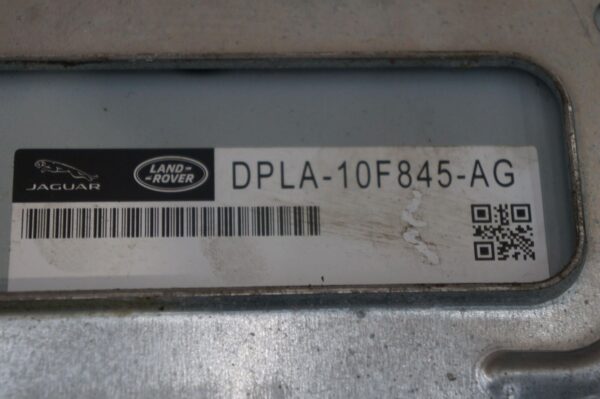 JAGUAR
LAND-
-ROVER
DPLA-10F845-AG